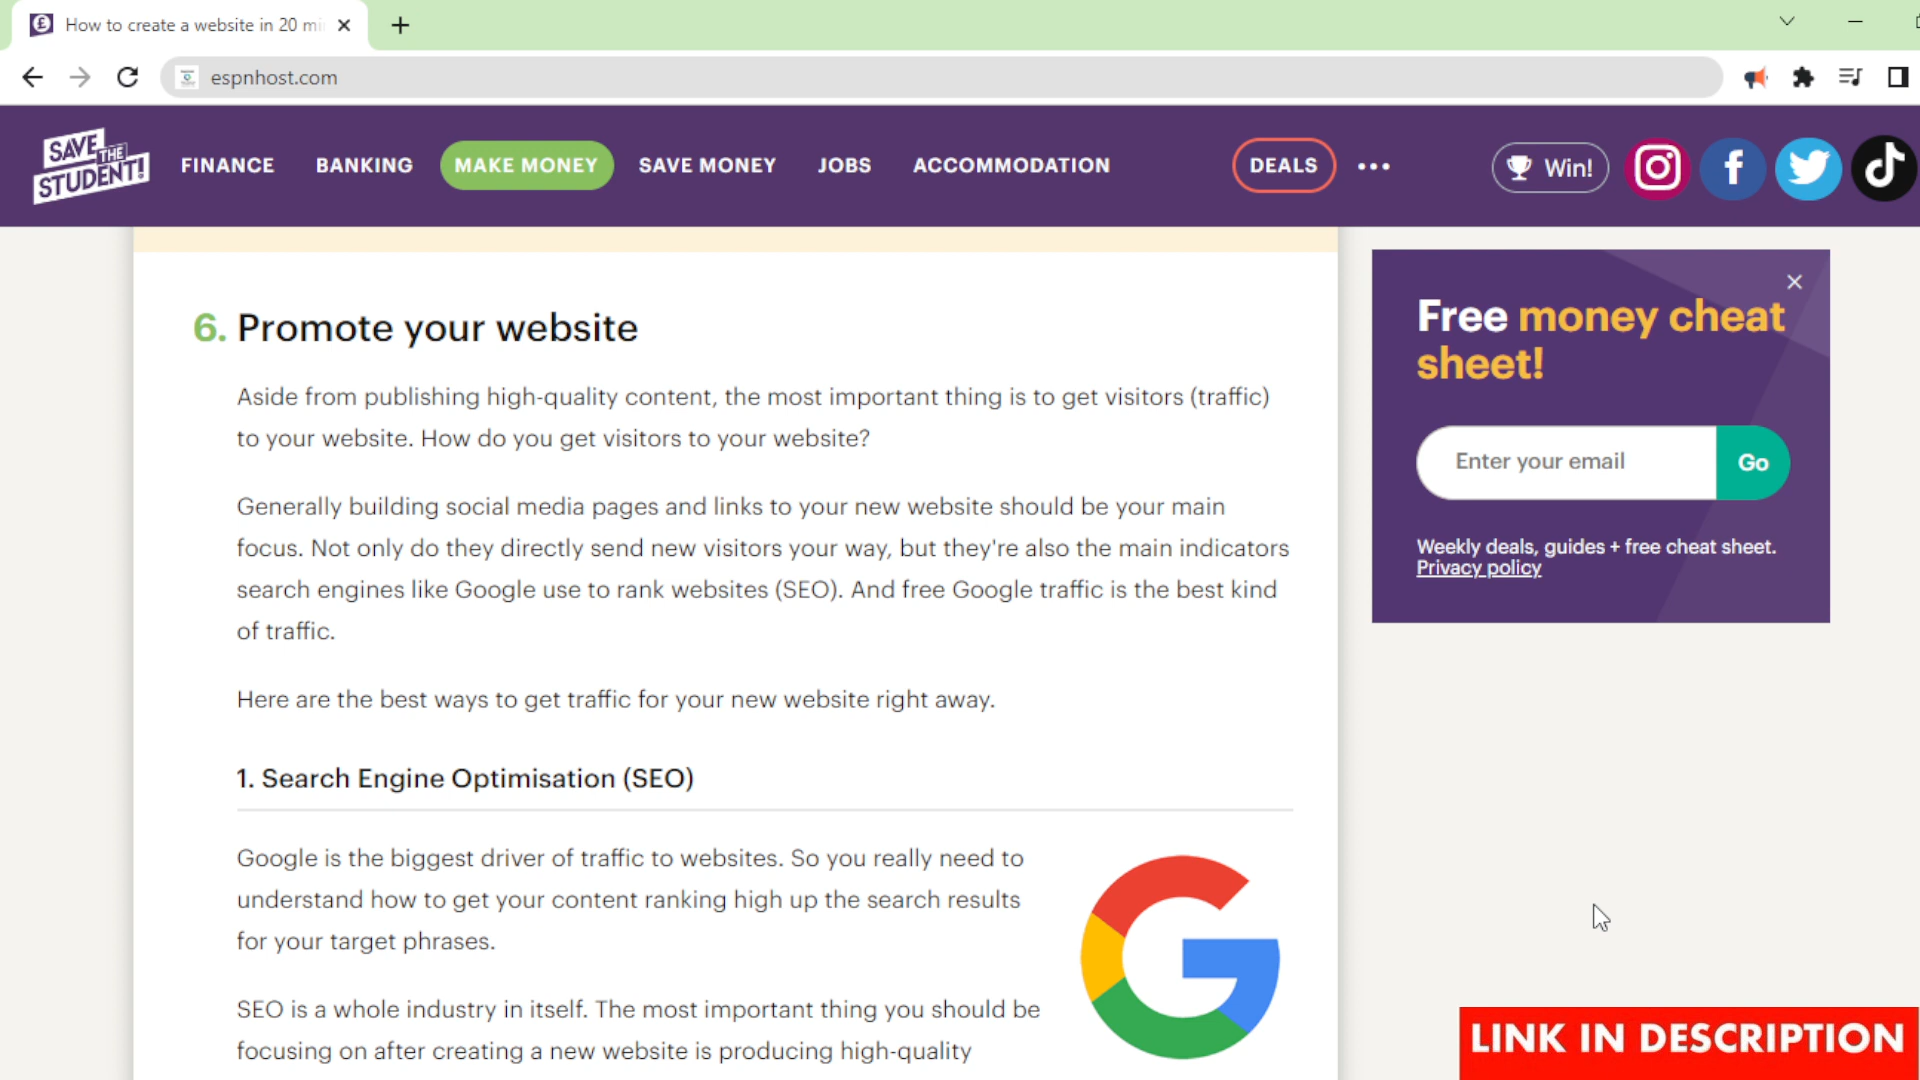 How to create a website in 20 mi
espnhost.com
SAVE THE STUDENT!
FINANCE BANKING MAKE MONEY SAVE MONEY JOBS ACCOMMODATION DEALS Win!
6. Promote your website
Aside from publishing high-quality content, the most important thing is to get visitors (traffic)
to your website. How do you get visitors to your website?
Generally building social media pages and links to your new website should be your main
focus. Not only do they directly send new visitors your way, but they're also the main indicators
search engines like Google use to rank websites (SEO). And free Google traffic is the best kind
of traffic.
Here are the best ways to get traffic for your new website right away.
1. Search Engine Optimisation (SEO)
Google is the biggest driver of traffic to websites. So you really need to
understand how to get your content ranking high up the search results
for your target phrases.
SEO is a whole industry in itself. The most important thing you should be
focusing on after creating a new website is producing high-quality
Free money cheat
sheet!
Enter your email Go
Weekly deals, guides + free cheat sheet.
Privacy policy
LINK IN DESCRIPTION